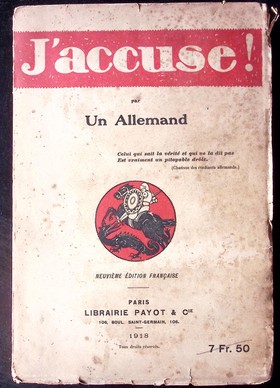 J'accuse!
par
Un Allemand
Celui qui sait la vérité et qui ne la dit pas
Est vraiment un pitoyable drôle.
(Chanson des étudiants allemands.)
NEUVIÈME ÉDITION FRANÇAISE
PARIS
LIBRAIRIE PAYOT & Cie
106, BOUL. SAINT-GERMAIN, 106.
1918
Tous droits réservés.
7 Fr. 50